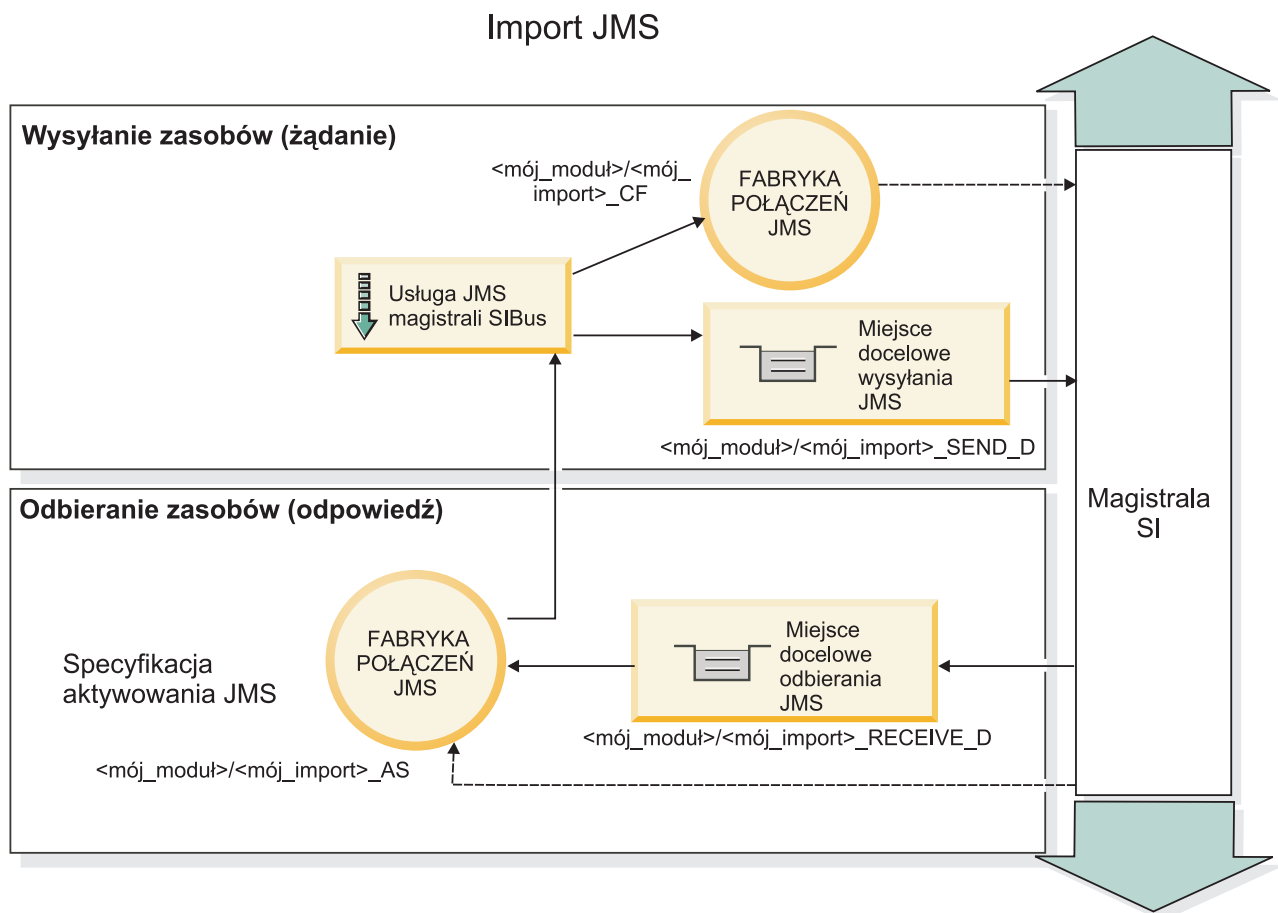 Import JMS
Wysyłanie zasobów (żądanie)
<mój_moduł>/<mój_
import>_CF
FABRYKA
POŁĄCZEŃ
JMS
Usługa JMS
magistrali SIBus
Miejsce
docelowe
wysyłania
JMS
<mój_moduł>/<mój_import>_SEND_D
Magistrala
SI
Odbieranie zasobów (odpowiedź)
Specyfikacja
aktywowania JMS
FABRYKA
POŁĄCZEŃ
JMS
Miejsce
docelowe
odbierania
JMS
<mój_moduł>/<mój_import>_RECEIVE_D
<mój_moduł>/<mój_import>_AS